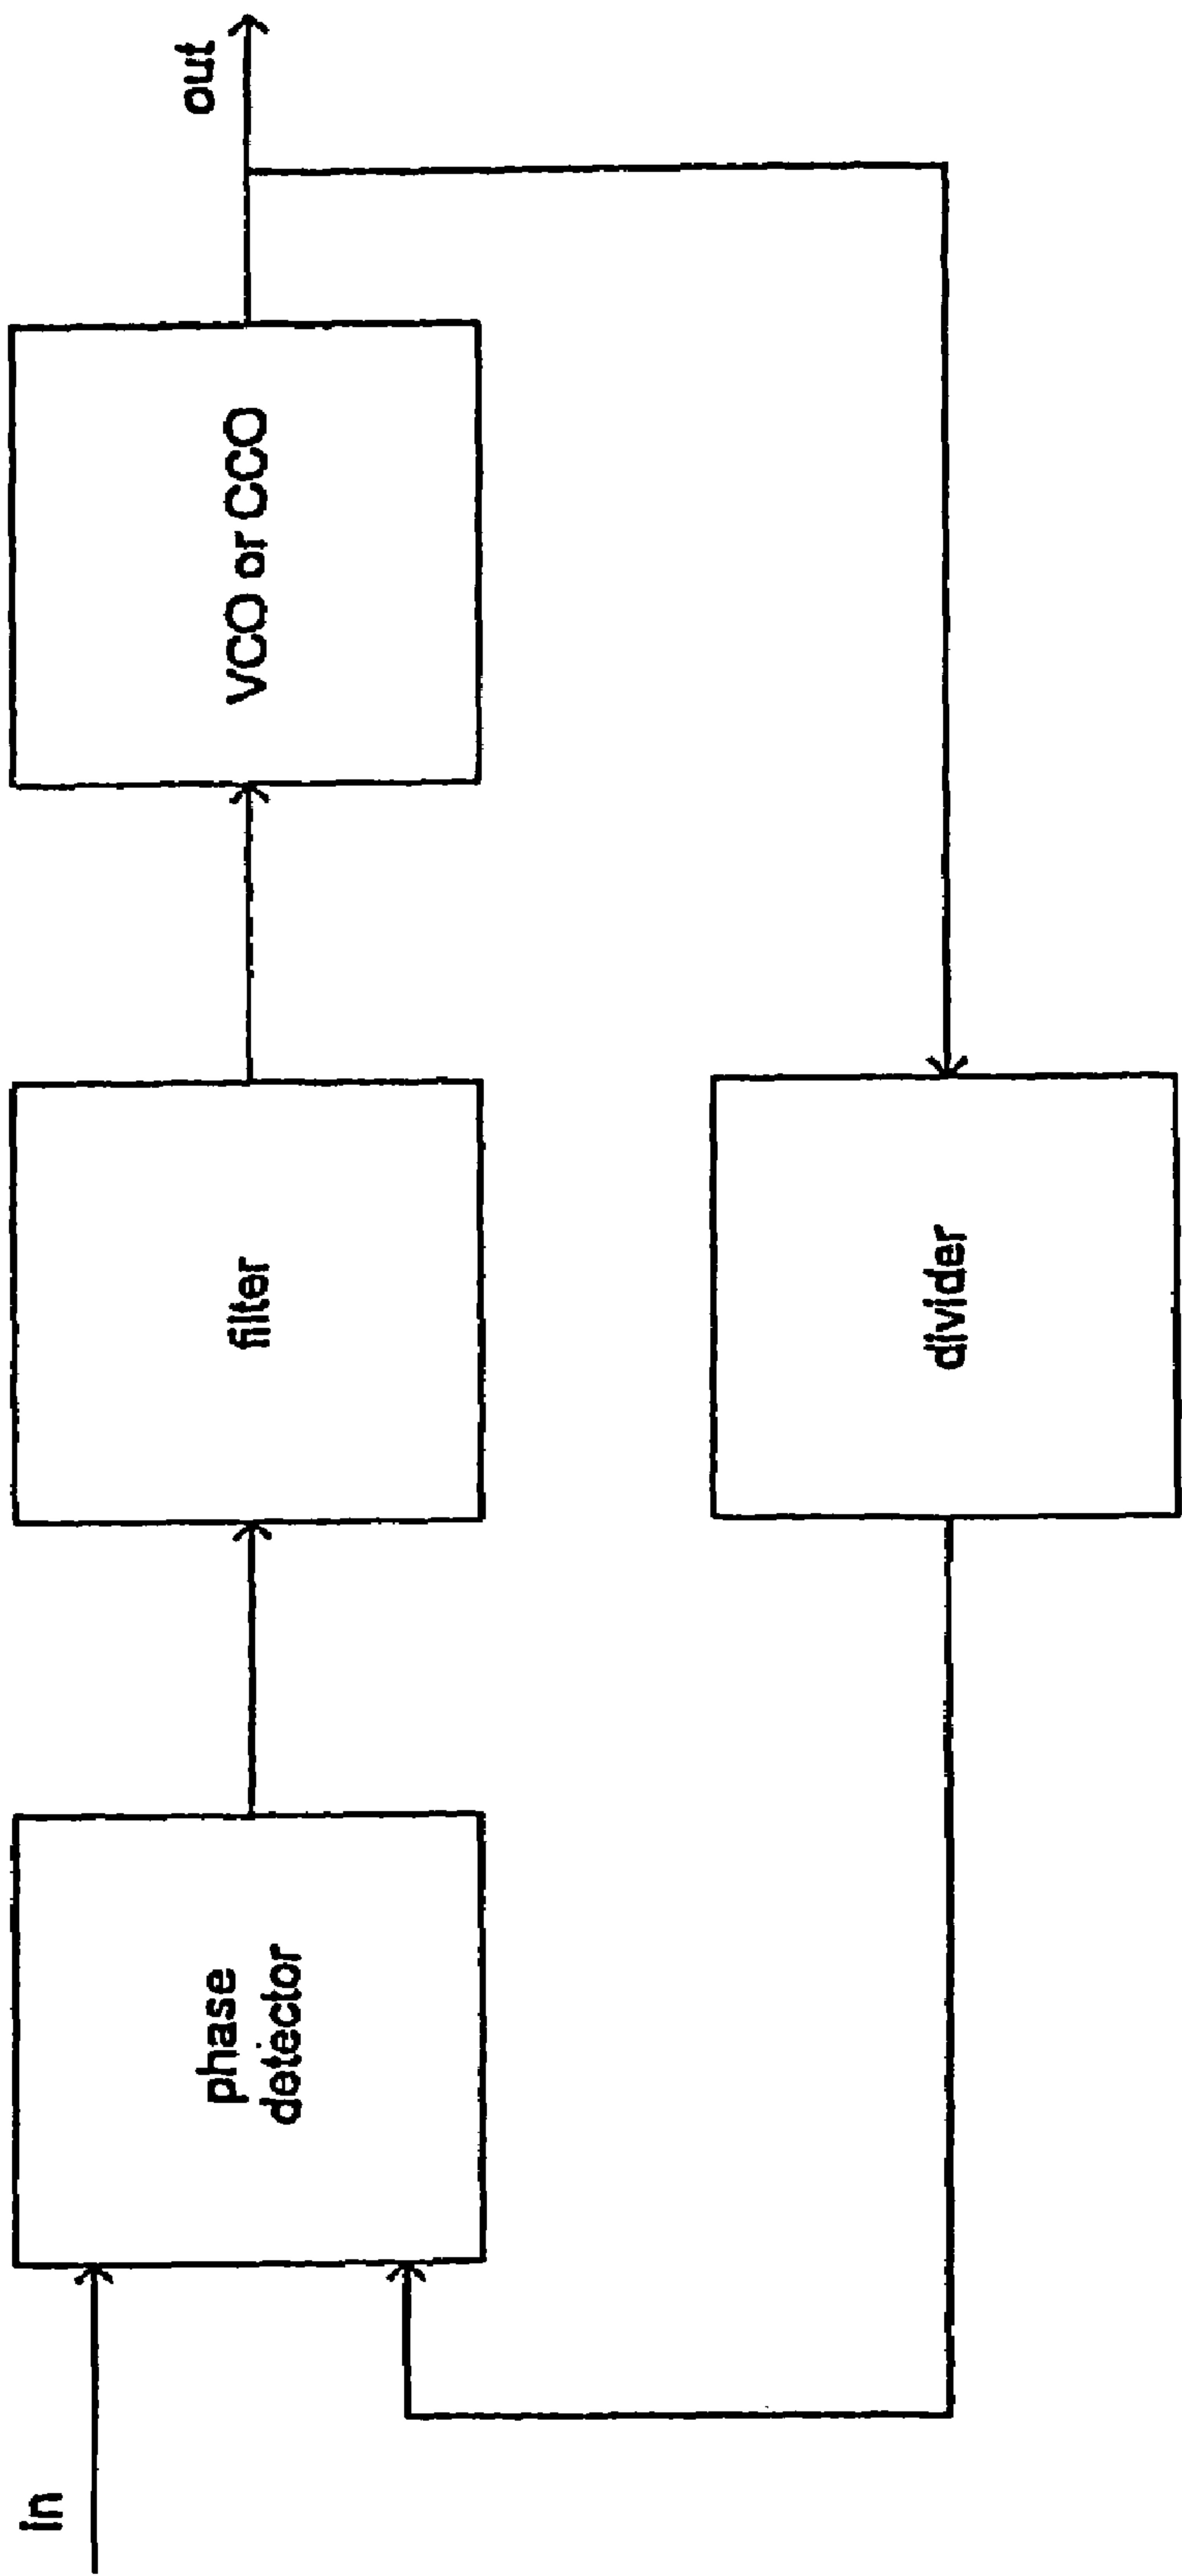 in
phase
detector
filter
VCO or CCO
out
divider